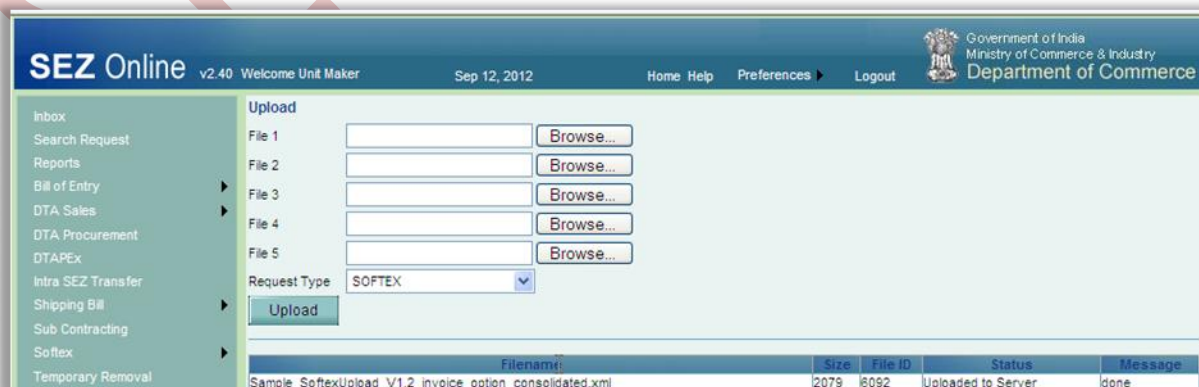 Government of India
Ministry of Commerce & Industry
Department of Commerce
SEZ Online v2.40 Welcome Unit Maker Sep 12, 2012 Home Help Preferences Logout
Inbox
Search Request
Reports
Bill of Entry
DTA Sales
DTA Procurement
DTAPEx
Intra SEZ Transfer
Shipping Bill
Sub Contracting
Softex
Temporary Removal
Upload
File 1 Browse...
File 2 Browse...
File 3 Browse...
File 4 Browse...
File 5 Browse...
Request Type SOFTEX
Upload
Filename Size File ID Status Message
Sample_SoftexUpload_V1.2_invoice_option_consolidated.xml 2079 6092 Uploaded to Server done